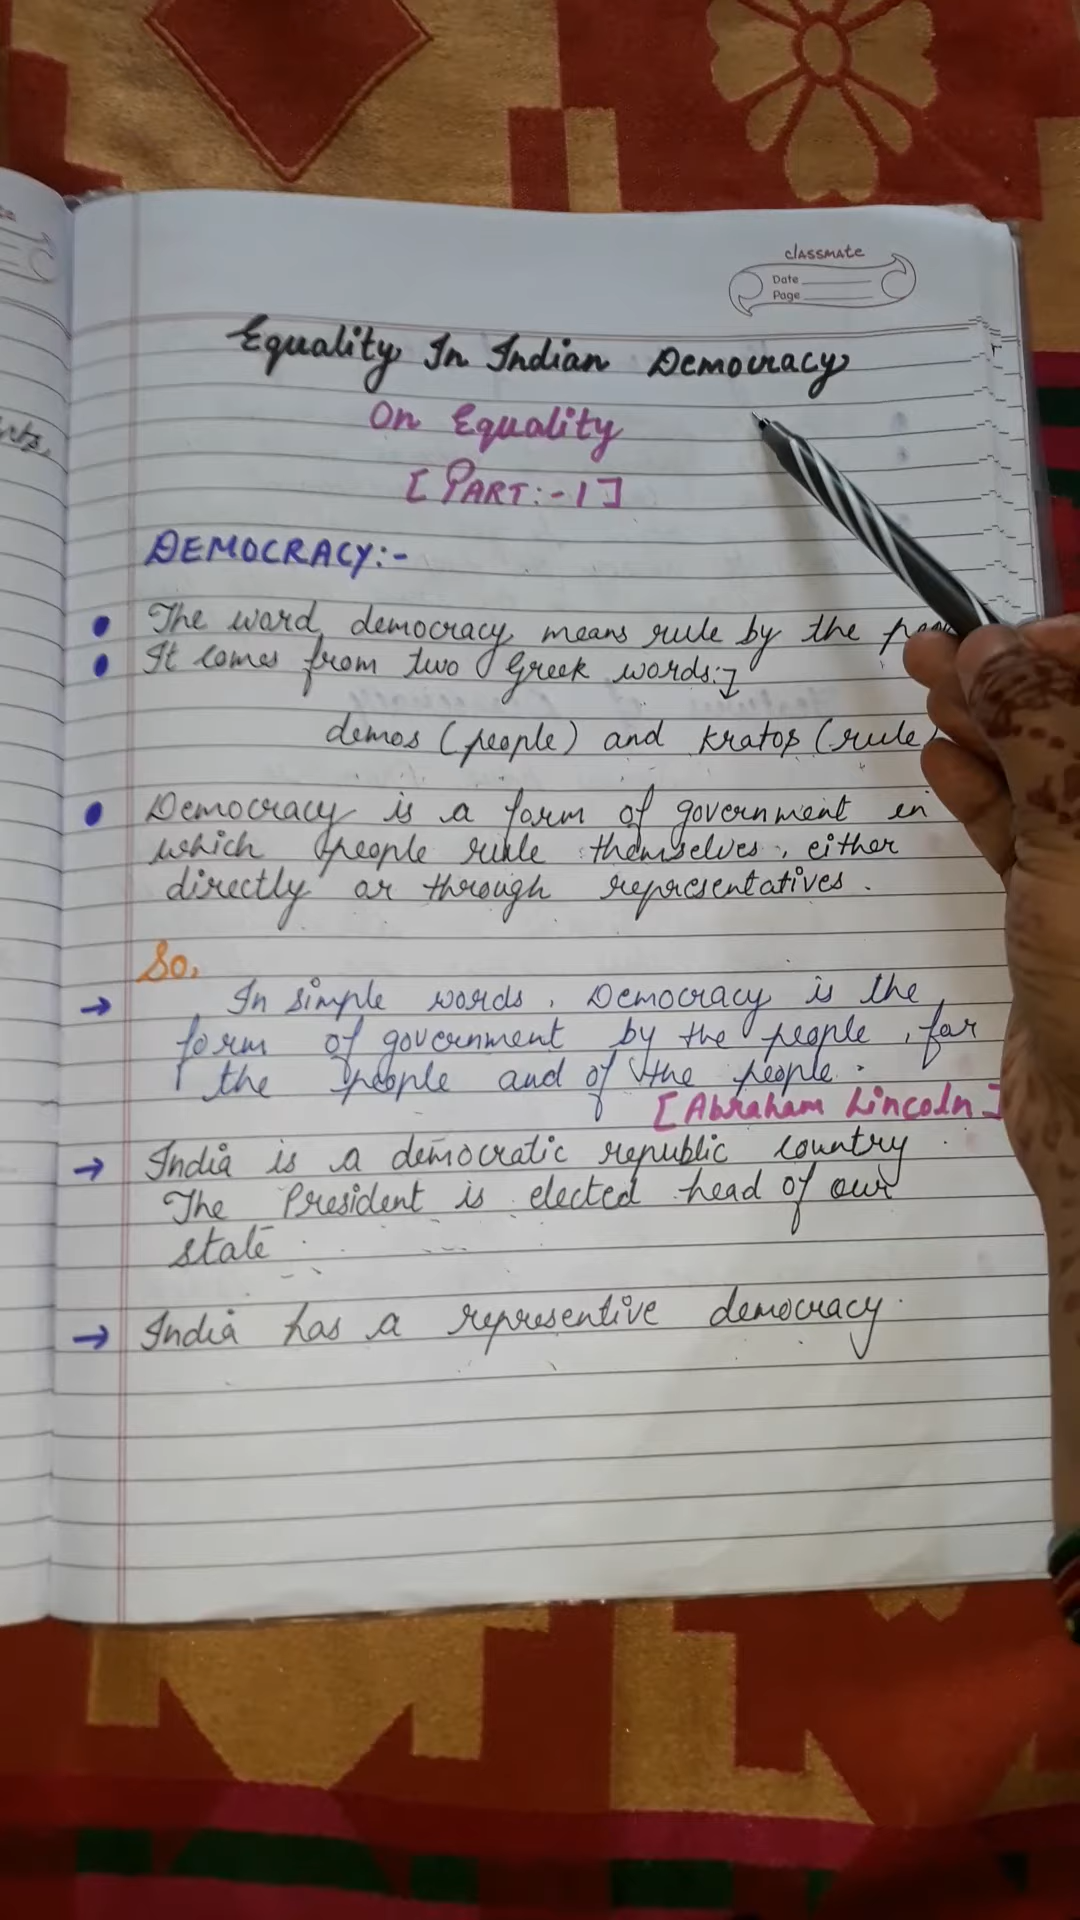 classmate
Date
Page
Equality In Indian Democracy
On Equality
[PART:-1]
DEMOCRACY:-
• The word democracy means rule by the
• It comes from two Greek words:↴
demos (people) and kratos (rule)
• Democracy is a form of government in
which people rule themselves, either
directly or through representatives.
So,
→ In simple words, Democracy is the
form of government by the people, for
the people and of the people.
[Abraham Lincoln]
→ India is a democratic republic country.
The President is elected head of our
state
→ India has a representive democracy.